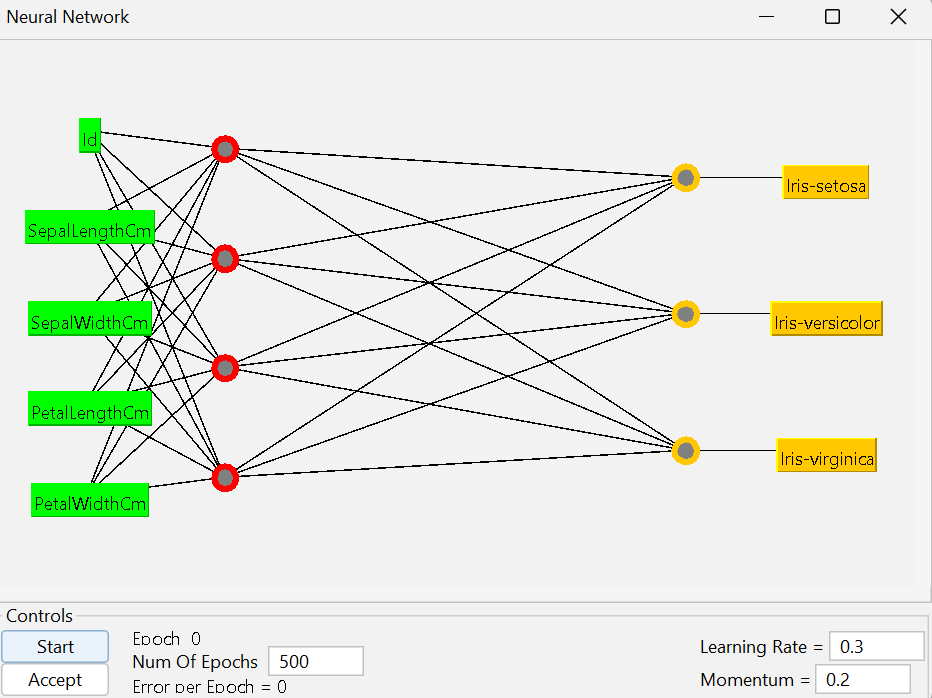 Neural Network
Id
SepalLengthCm
SepalWidthCm
PetalLengthCm
PetalWidthCm
Iris-setosa
Iris-versicolor
Iris-virginica
Controls
Start
Accept
Epoch 0
Num Of Epochs 500
Error per Epoch = 0
Learning Rate = 0.3
Momentum = 0.2